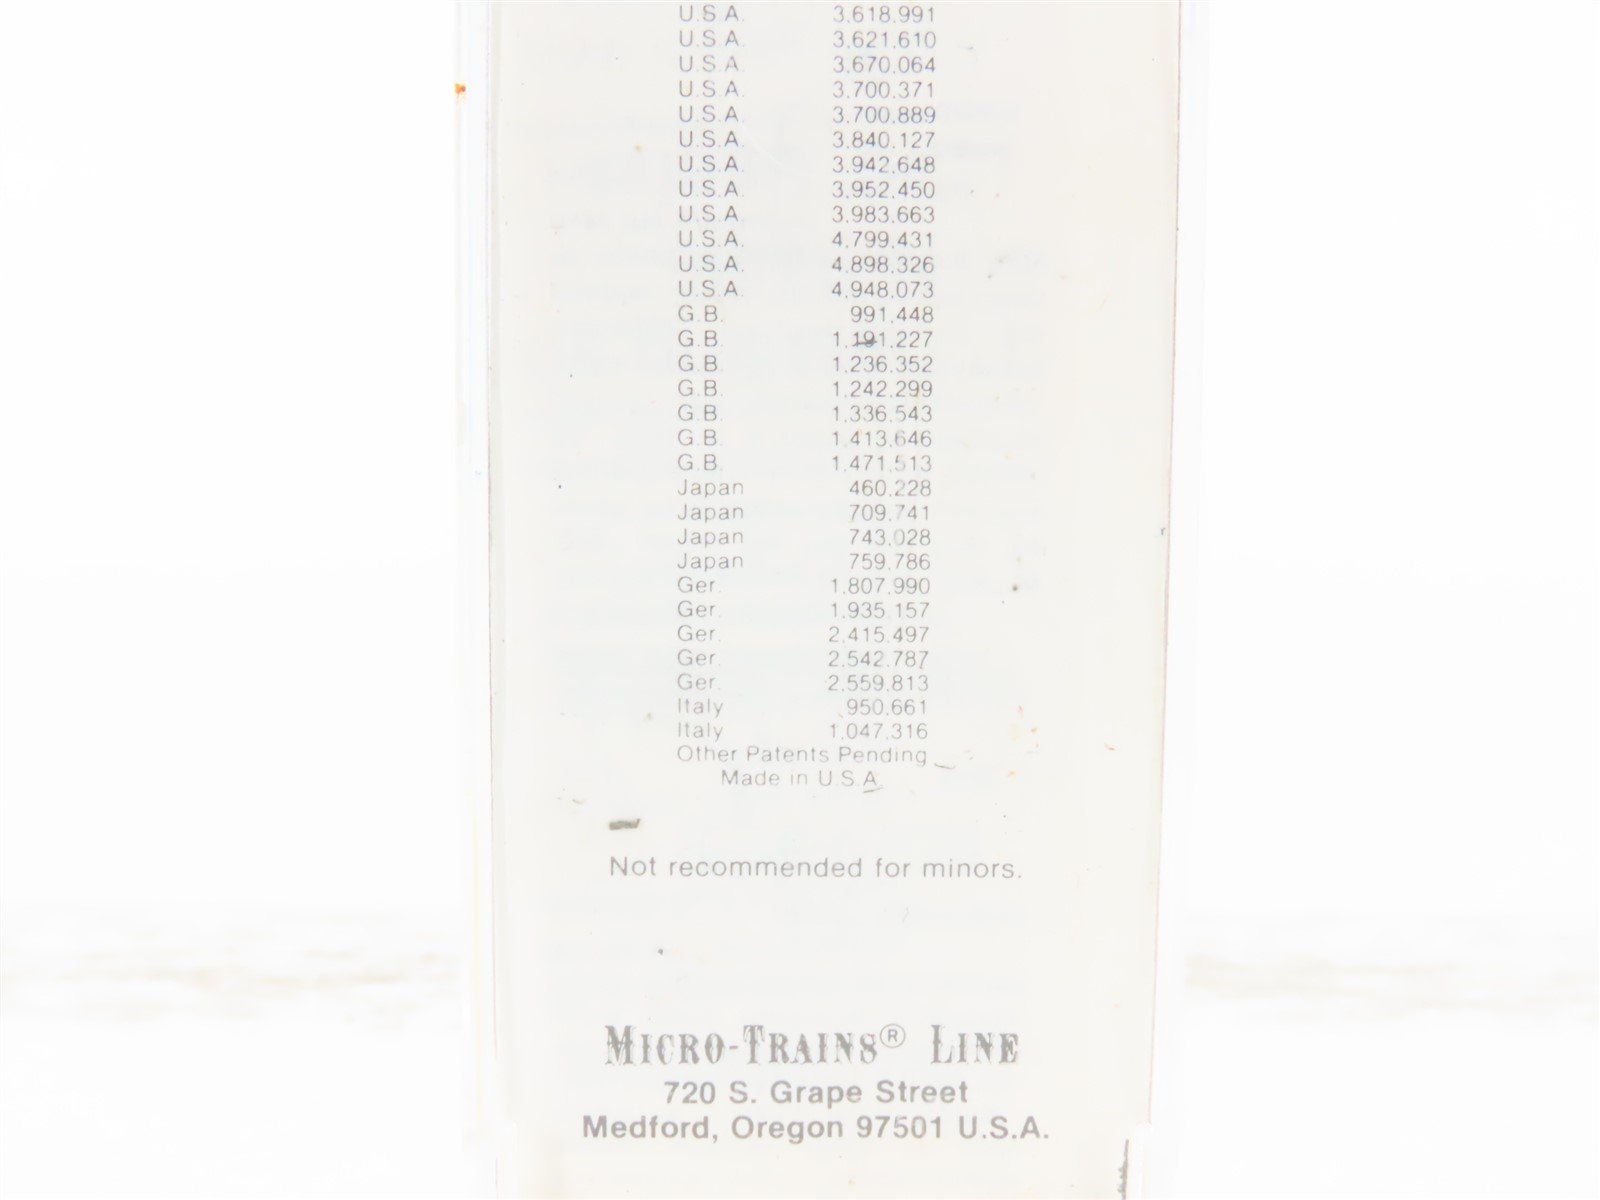 U.S.A. 3,618,991
U.S.A. 3,621,610
U.S.A. 3,670,064
U.S.A. 3,700,371
U.S.A. 3,700,889
U.S.A. 3,840,127
U.S.A. 3,942,648
U.S.A. 3,952,450
U.S.A. 3,983,663
U.S.A. 4,799,431
U.S.A. 4,898,326
U.S.A. 4,948,073
G.B. 991,448
G.B. 1,191,227
G.B. 1,236,352
G.B. 1,242,299
G.B. 1,336,543
G.B. 1,413,646
G.B. 1,471,513
Japan 460,228
Japan 709,741
Japan 743,028
Japan 759,786
Ger. 1,807,990
Ger. 1,935,157
Ger. 2,415,497
Ger. 2,542,787
Ger. 2,559,813
Italy 950,661
Italy 1,047,316
Other Patents Pending
Made in U.S.A.
Not recommended for minors.
MICRO-TRAINS® LINE
720 S. Grape Street
Medford, Oregon 97501 U.S.A.